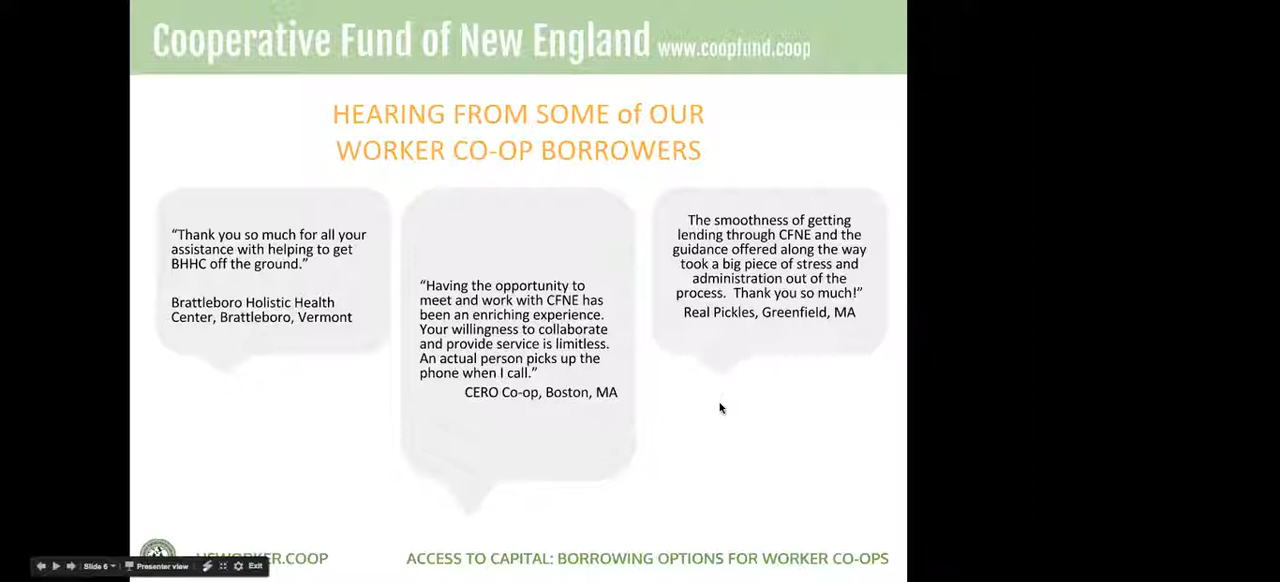 Cooperative Fund of New England www.coopfund.coop
HEARING FROM SOME of OUR
WORKER CO-OP BORROWERS
“Thank you so much for all your
assistance with helping to get
BHHC off the ground.”
Brattleboro Holistic Health
Center, Brattleboro, Vermont
“Having the opportunity to
meet and work with CFNE has
been an enriching experience.
Your willingness to collaborate
and provide service is limitless.
An actual person picks up the
phone when I call.”
CERO Co-op, Boston, MA
The smoothness of getting
lending through CFNE and the
guidance offered along the way
took a big piece of stress and
administration out of the
process.  Thank you so much!”
Real Pickles, Greenfield, MA
USWORKER.COOP
ACCESS TO CAPITAL: BORROWING OPTIONS FOR WORKER CO-OPS
Slide 6
Presenter view
Exit